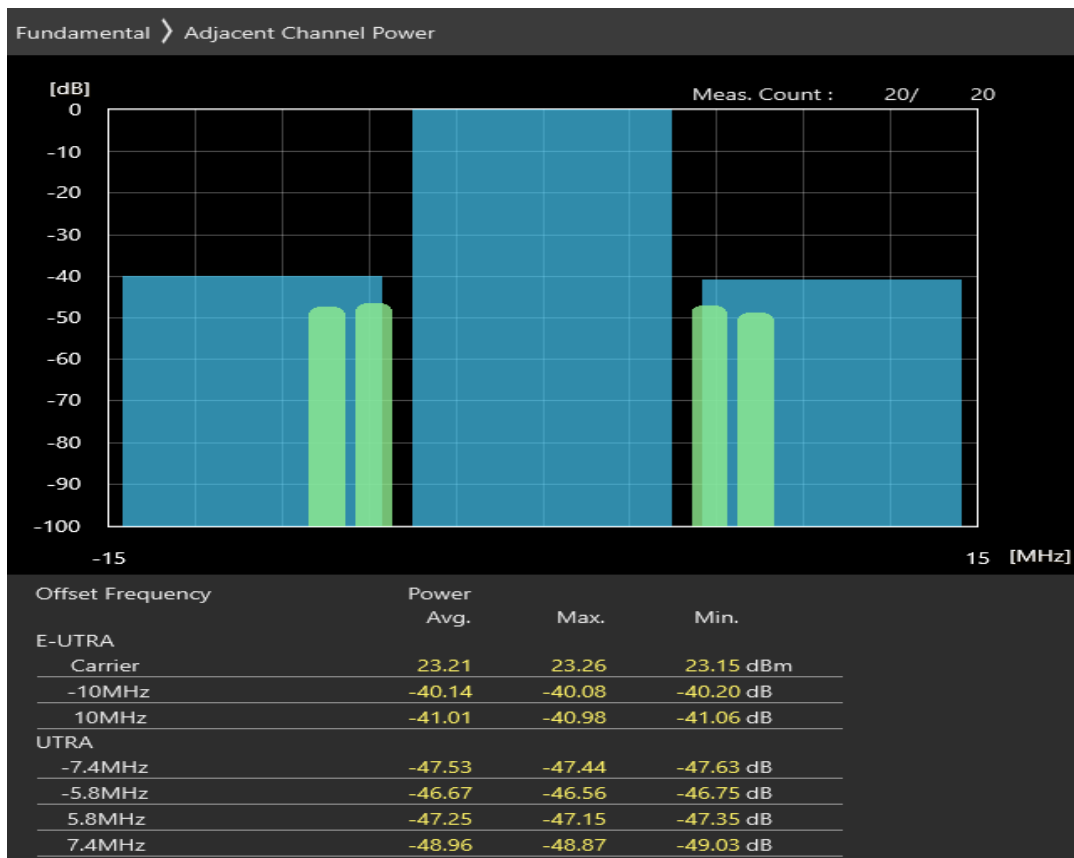 Fundamental 〉 Adjacent Channel Power
[dB]
Meas. Count : 20/ 20
0
-10
-20
-30
-40
-50
-60
-70
-80
-90
-100
-15 15 [MHz]
Offset Frequency Power
Avg. Max. Min.
E-UTRA
Carrier 23.21 23.26 23.15 dBm
-10MHz -40.14 -40.08 -40.20 dB
10MHz -41.01 -40.98 -41.06 dB
UTRA
-7.4MHz -47.53 -47.44 -47.63 dB
-5.8MHz -46.67 -46.56 -46.75 dB
5.8MHz -47.25 -47.15 -47.35 dB
7.4MHz -48.96 -48.87 -49.03 dB